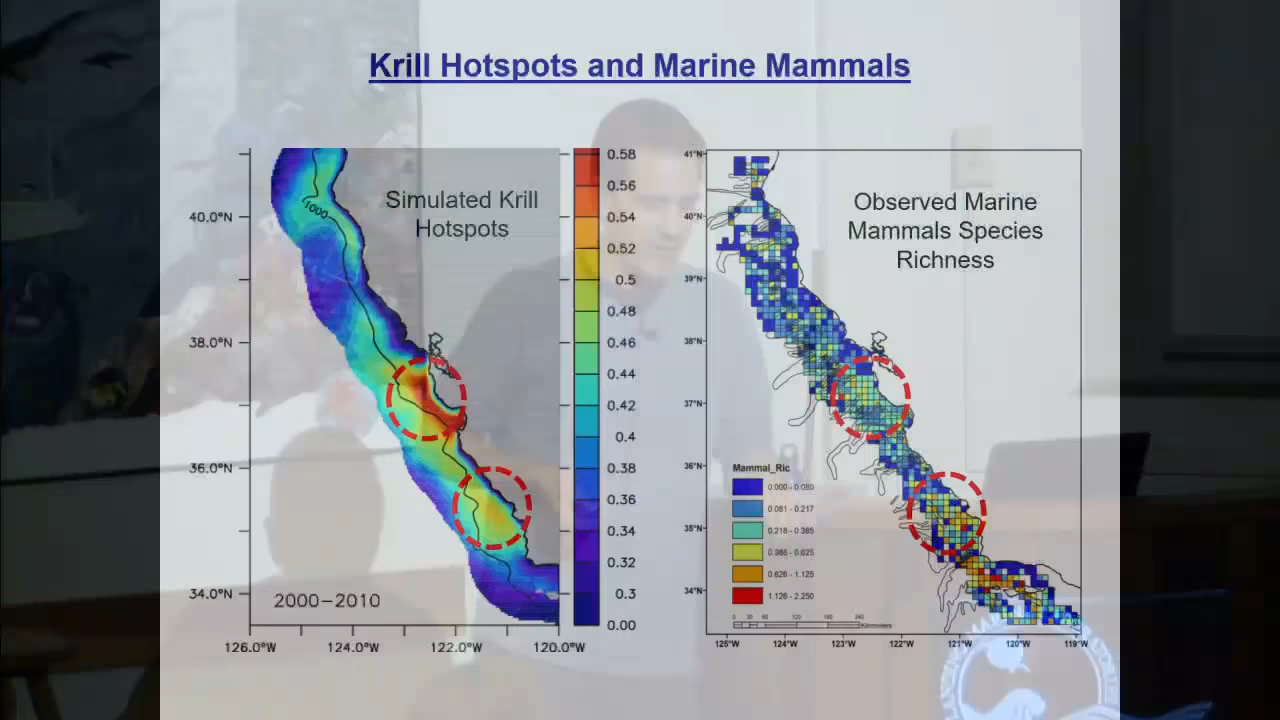 Krill Hotspots and Marine Mammals
Simulated Krill
Hotspots
1000
40.0°N
38.0°N
36.0°N
34.0°N
2000–2010
126.0°W
124.0°W
122.0°W
120.0°W
0.58
0.56
0.54
0.52
0.5
0.48
0.46
0.44
0.42
0.4
0.38
0.36
0.34
0.32
0.3
0.00
Observed Marine
Mammals Species
Richness
41°N
40°N
39°N
38°N
37°N
36°N
35°N
34°N
Mammal_Ric
0.000 - 0.080
0.081 - 0.217
0.218 - 0.385
0.626 - 1.125
1.126 - 2.250
0 30 60 120 180 240
Kilometers
125°W
124°W
123°W
122°W
121°W
120°W
119°W